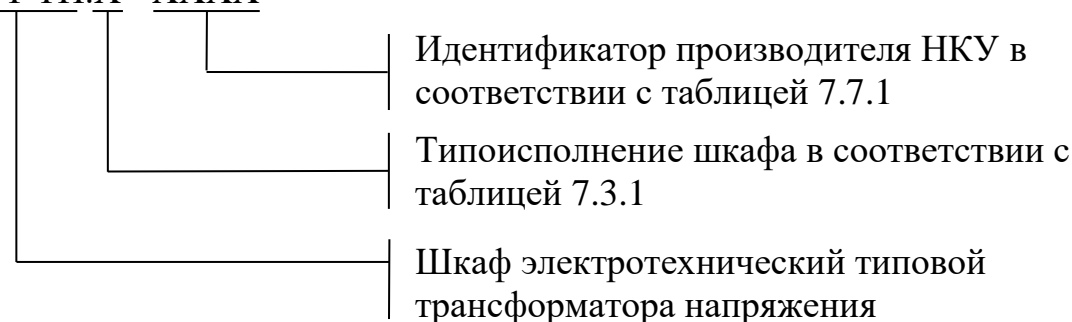 Идентификатор производителя НКУ в
соответствии с таблицей 7.7.1
Типоисполнение шкафа в соответствии с
таблицей 7.3.1
Шкаф электротехнический типовой
трансформатора напряжения